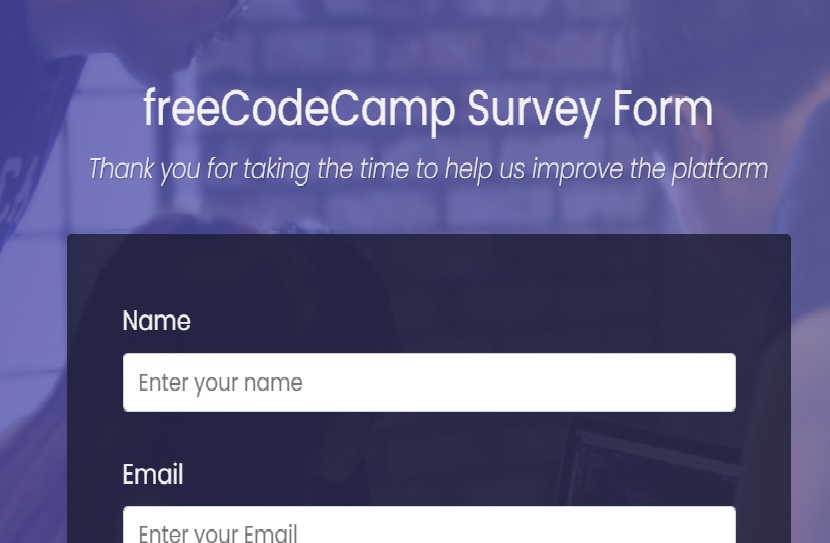 freeCodeCamp Survey Form
Thank you for taking the time to help us improve the platform
Name
Enter your name
Email
Enter your Email